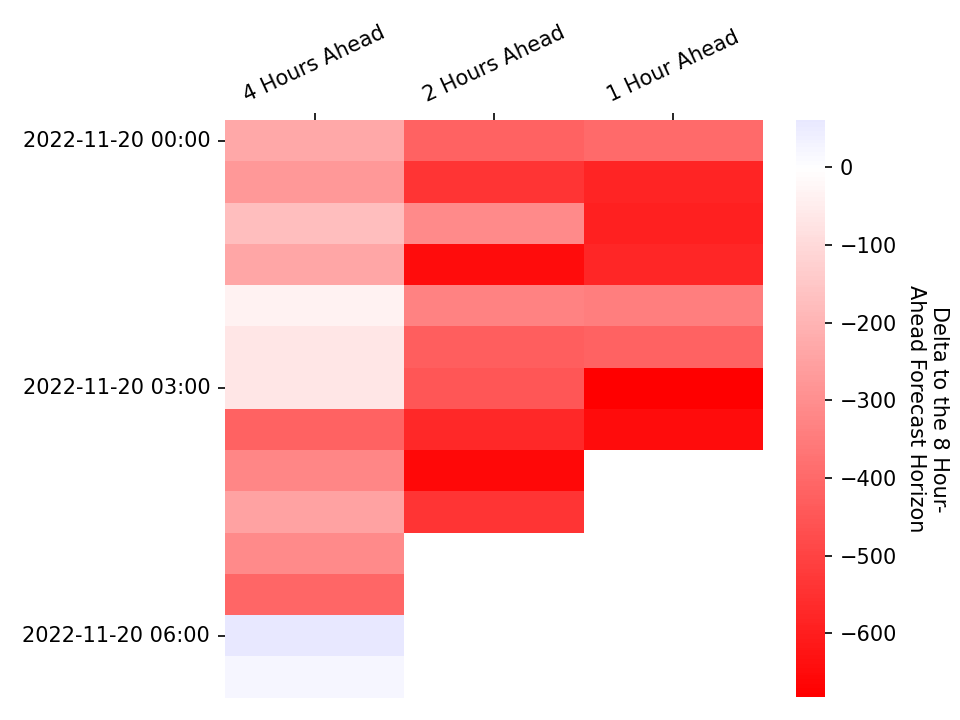 4 Hours Ahead
2 Hours Ahead
1 Hour Ahead
2022-11-20 00:00
2022-11-20 03:00
2022-11-20 06:00
0
−100
−200
−300
−400
−500
−600
Delta to the 8 Hour-
Ahead Forecast Horizon